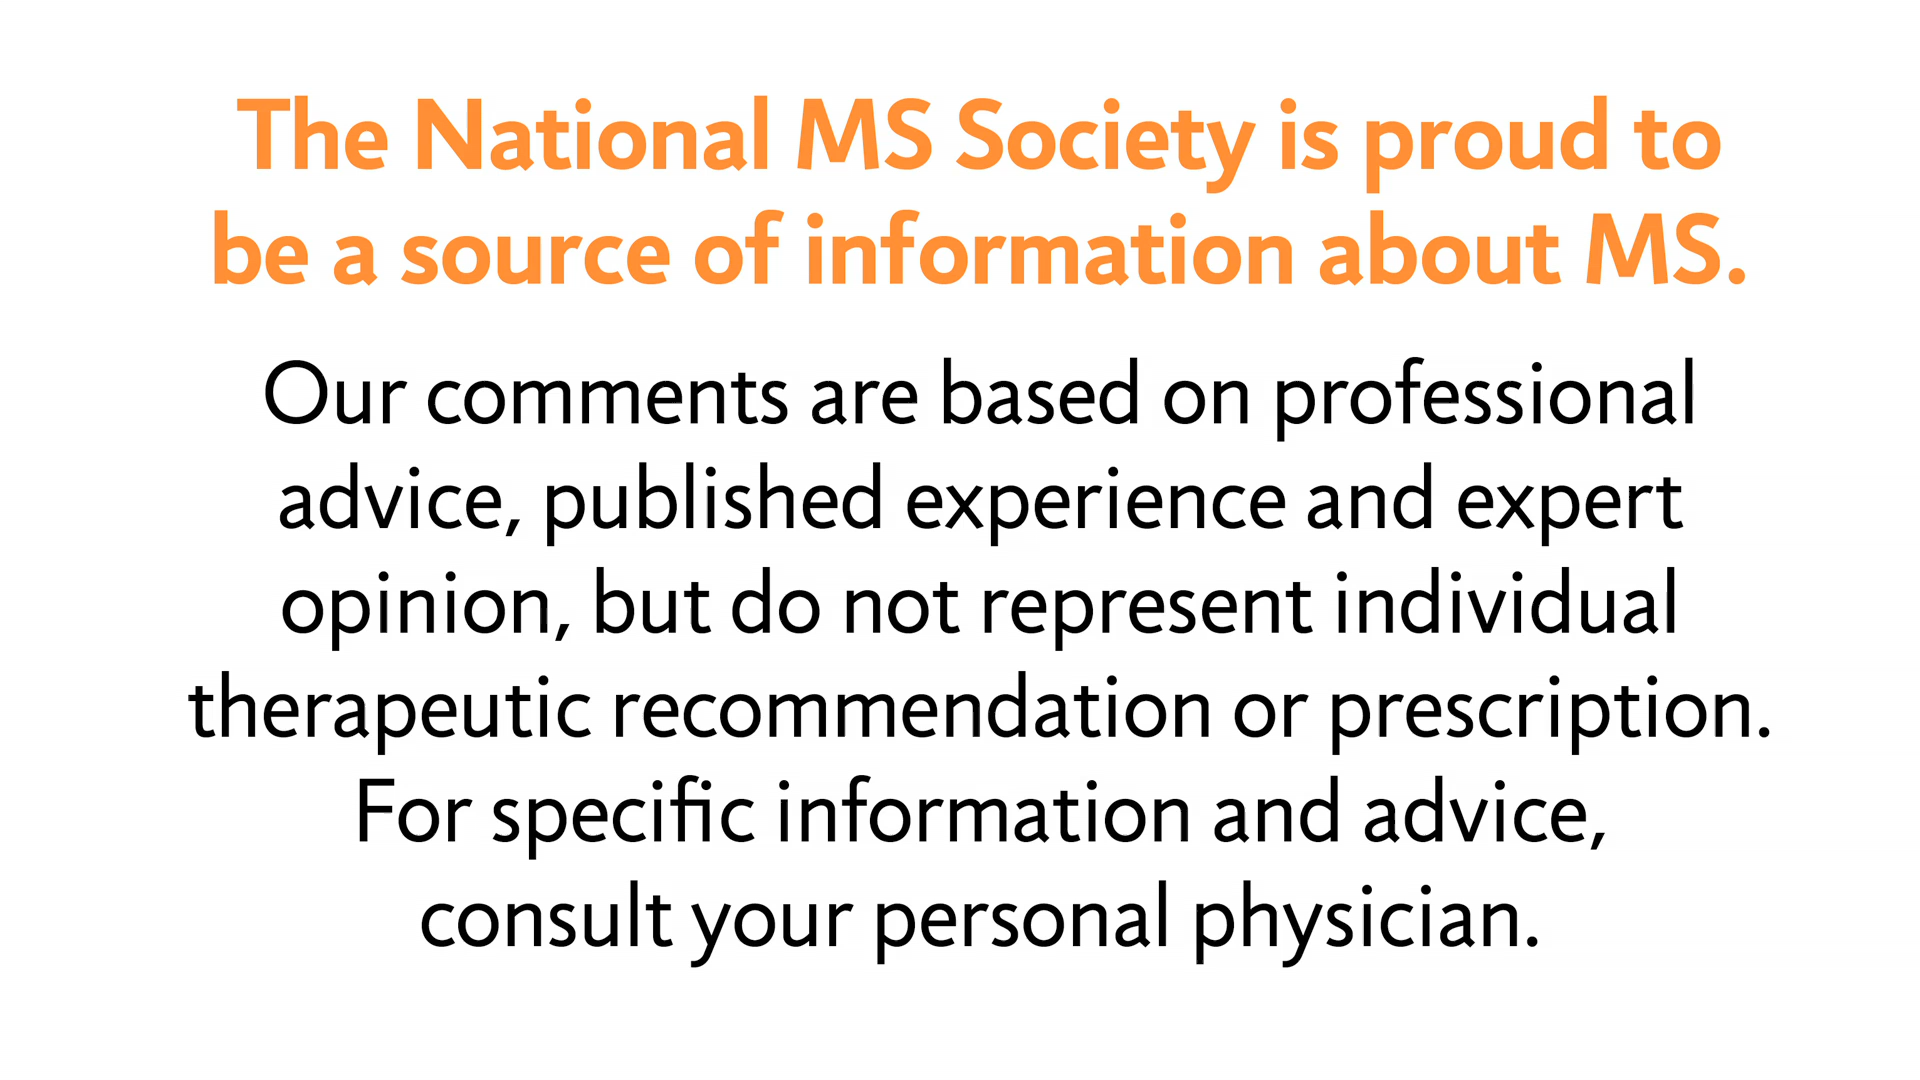 The National MS Society is proud to
be a source of information about MS.
Our comments are based on professional
advice, published experience and expert
opinion, but do not represent individual
therapeutic recommendation or prescription.
For specific information and advice,
consult your personal physician.